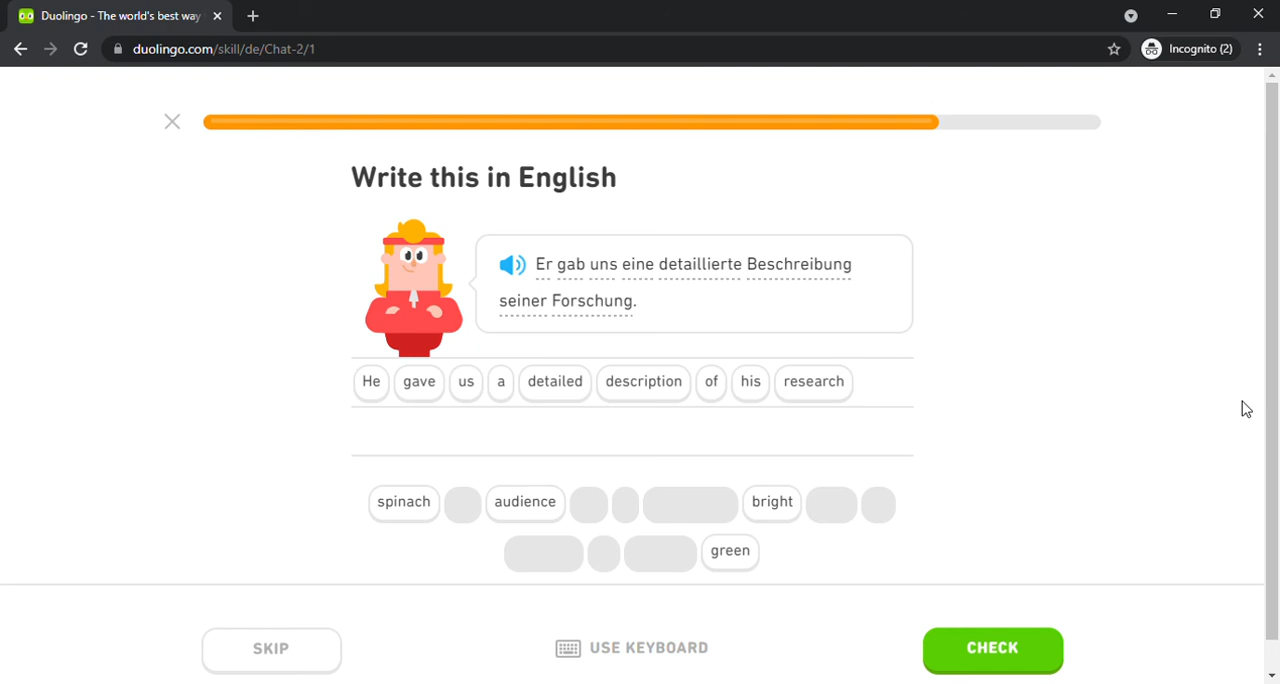 Duolingo - The world's best way
duolingo.com/skill/de/Chat-2/1
Incognito (2)
Write this in English
Er gab uns eine detaillierte Beschreibung
seiner Forschung.
He gave us a detailed description of his research
spinach audience bright
green
SKIP
USE KEYBOARD
CHECK